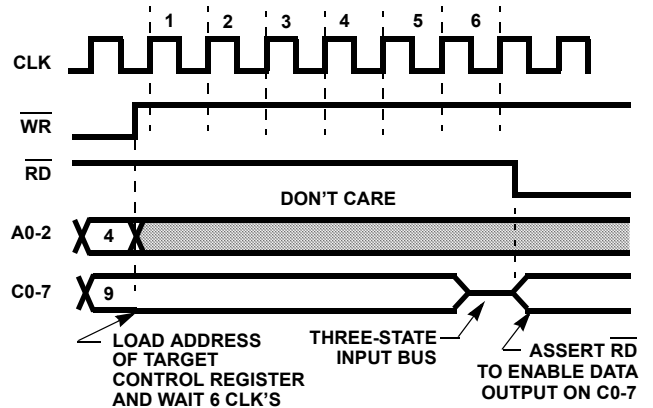 1 2 3 4 5 6
CLK
WR
RD
DON'T CARE
A0-2 4
C0-7 9
LOAD ADDRESS
OF TARGET
CONTROL REGISTER
AND WAIT 6 CLK'S
THREE-STATE
INPUT BUS
ASSERT RD
TO ENABLE DATA
OUTPUT ON C0-7